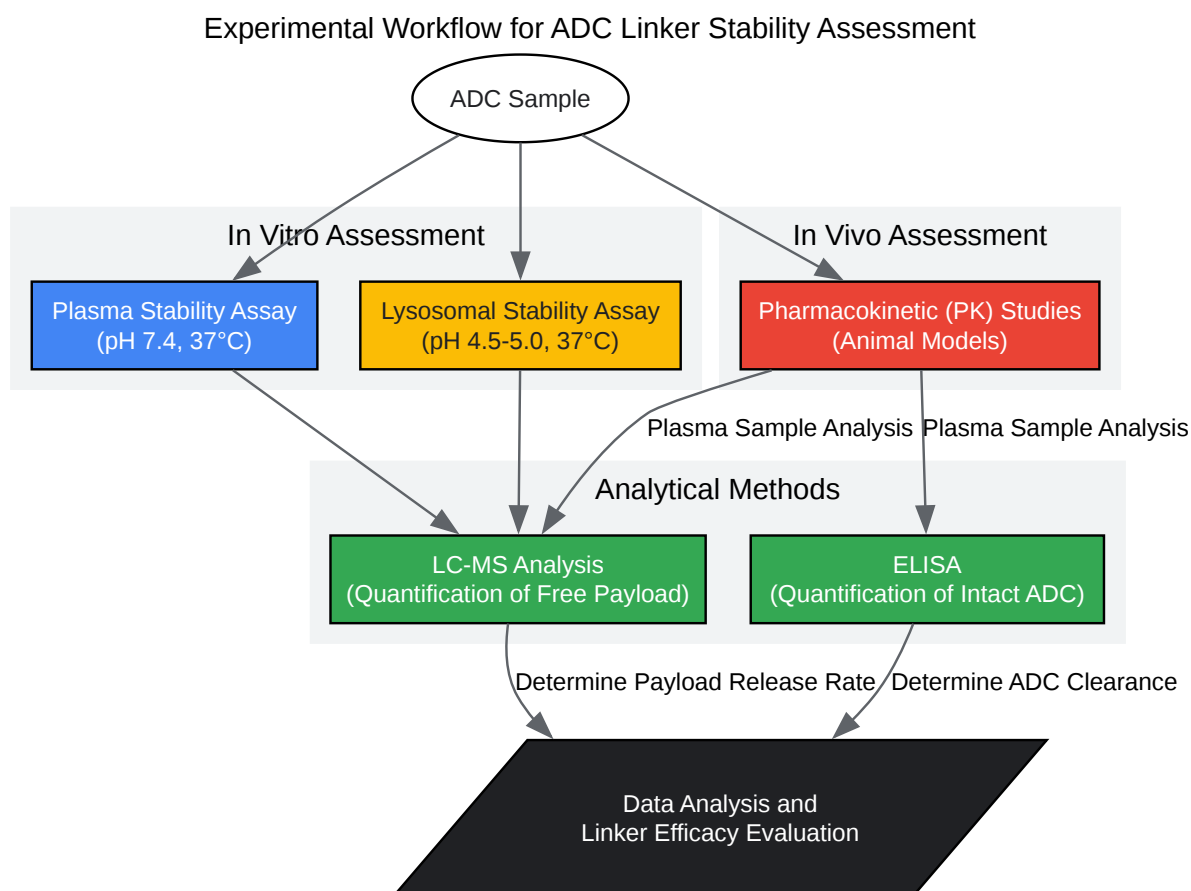 Experimental Workflow for ADC Linker Stability Assessment
ADC Sample
In Vitro Assessment
In Vivo Assessment
Plasma Stability Assay
(pH 7.4, 37°C)
Lysosomal Stability Assay
(pH 4.5-5.0, 37°C)
Pharmacokinetic (PK) Studies
(Animal Models)
Plasma Sample Analysis
Plasma Sample Analysis
Analytical Methods
LC-MS Analysis
(Quantification of Free Payload)
ELISA
(Quantification of Intact ADC)
Determine Payload Release Rate
Determine ADC Clearance
Data Analysis and
Linker Efficacy Evaluation